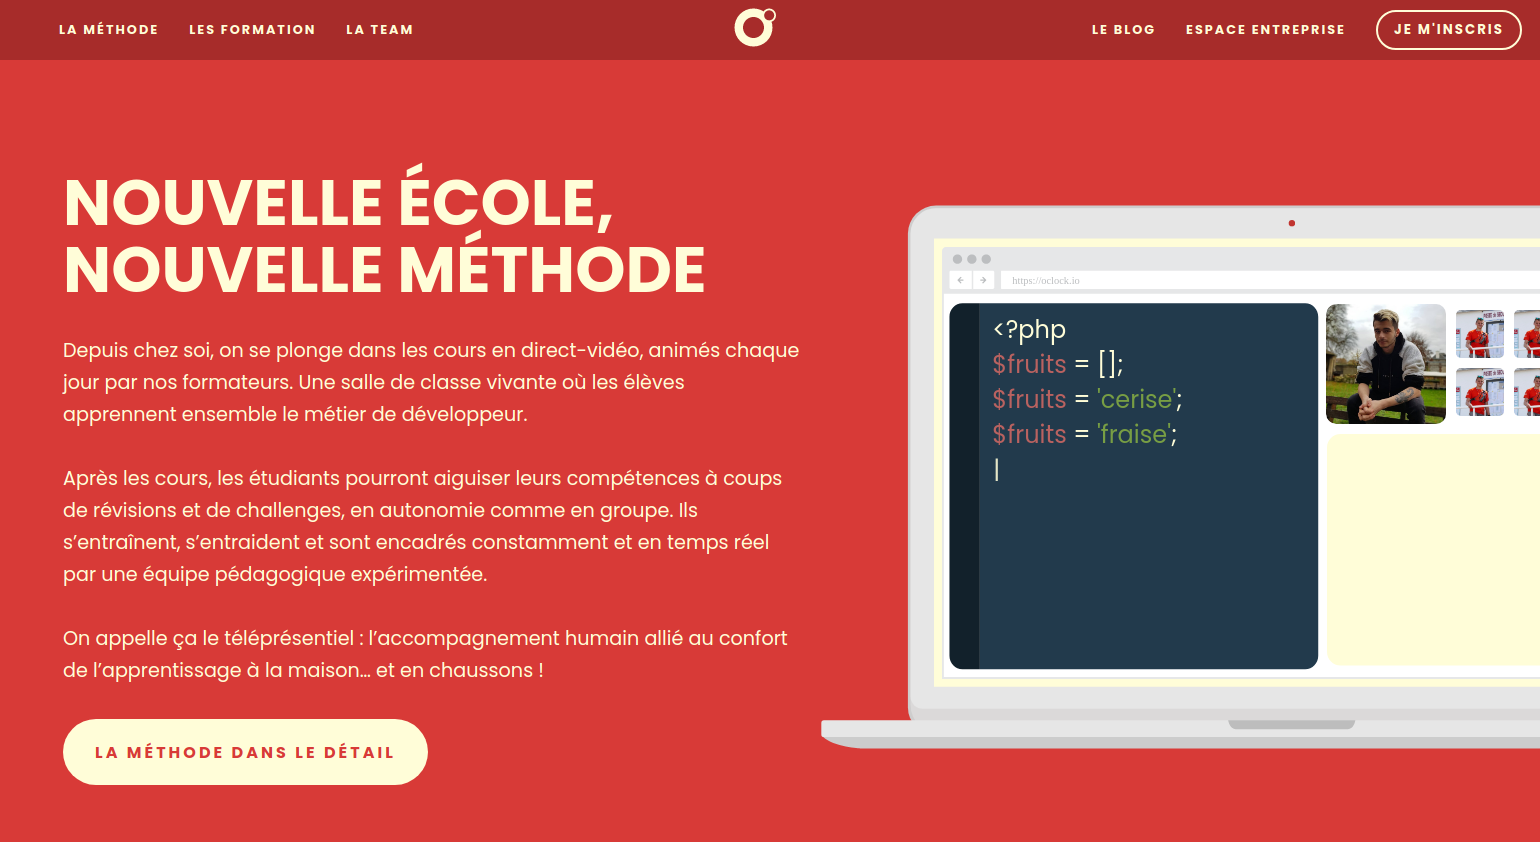 LA MÉTHODE LES FORMATION LA TEAM LE BLOG ESPACE ENTREPRISE JE M'INSCRIS
NOUVELLE ÉCOLE,
NOUVELLE MÉTHODE
Depuis chez soi, on se plonge dans les cours en direct-vidéo, animés chaque
jour par nos formateurs. Une salle de classe vivante où les élèves
apprennent ensemble le métier de développeur.
Après les cours, les étudiants pourront aiguiser leurs compétences à coups
de révisions et de challenges, en autonomie comme en groupe. Ils
s’entraînent, s’entraident et sont encadrés constamment et en temps réel
par une équipe pédagogique expérimentée.
On appelle ça le téléprésentiel : l’accompagnement humain allié au confort
de l’apprentissage à la maison... et en chaussons !
LA MÉTHODE DANS LE DÉTAIL
https://oclock.io
<?php
$fruits = [];
$fruits = 'cerise';
$fruits = 'fraise';
|